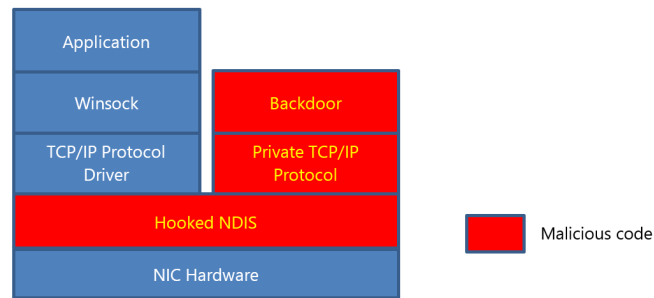 Application
Winsock
Backdoor
TCP/IP Protocol
Driver
Private TCP/IP
Protocol
Hooked NDIS
Malicious code
NIC Hardware